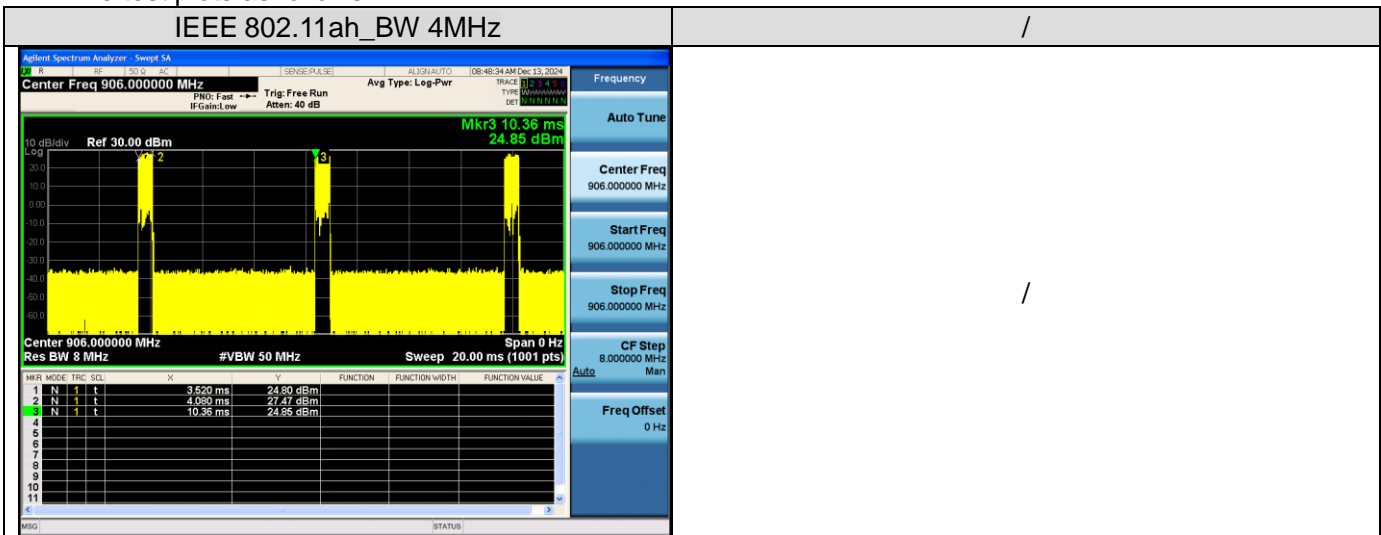 IEEE 802.11ah_BW 4MHz
/
Agilent Spectrum Analyzer - Swept SA
R RF 50 Ω AC SENSE:PULSE ALIGN AUTO 08:48:34 AM Dec 13, 2024
Center Freq 906.000000 MHz
PNO: Fast
IFGain:Low
Trig: Free Run
Atten: 40 dB
Avg Type: Log-Pwr
TRACE 1 2 3 4 5 6
TYPE
DET N N N N N N
Mkr3 10.36 ms
24.85 dBm
10 dB/div Ref 30.00 dBm
Log
20.0
10.0
0.00
-10.0
-20.0
-30.0
-40.0
-50.0
-60.0
2
3
Center 906.000000 MHz Span 0 Hz
Res BW 8 MHz #VBW 50 MHz Sweep 20.00 ms (1001 pts)
MKR MODE TRC SCL X Y FUNCTION FUNCTION WIDTH FUNCTION VALUE
1 N 1 t 3.520 ms 24.80 dBm
2 N 1 t 4.080 ms 27.47 dBm
3 N 1 t 10.36 ms 24.85 dBm
4
5
6
7
8
9
10
11
MSG STATUS
Frequency
Auto Tune
Center Freq
906.000000 MHz
Start Freq
906.000000 MHz
Stop Freq
906.000000 MHz
CF Step
8.000000 MHz
Auto Man
Freq Offset
0 Hz
/